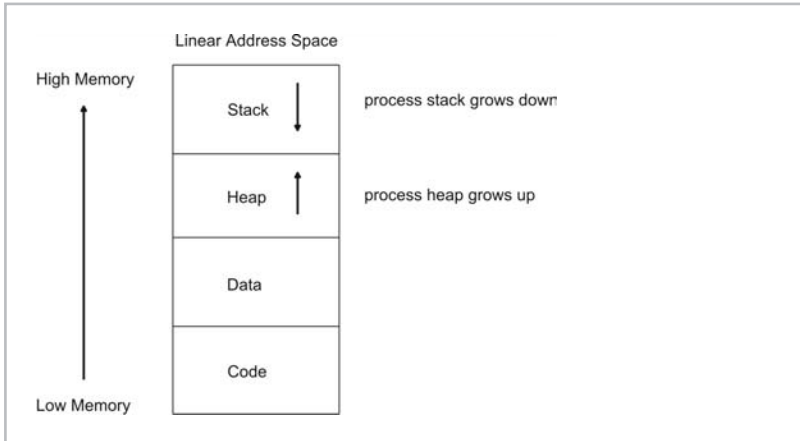 Linear Address Space
High Memory
Stack
process stack grows down
Heap
process heap grows up
Data
Code
Low Memory